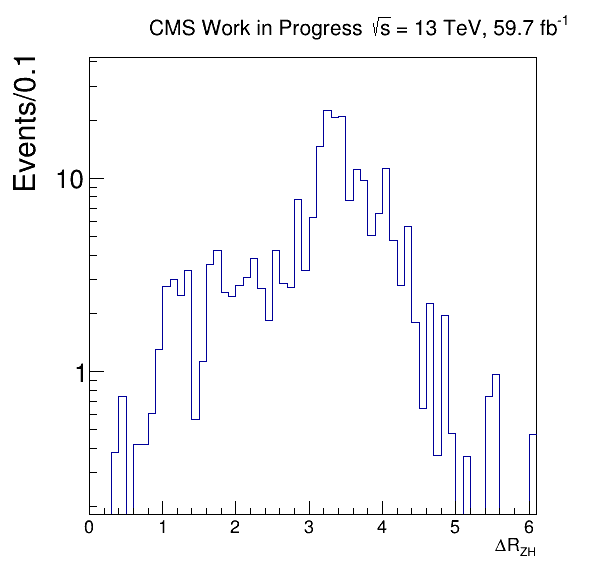 CMS Work in Progress √s = 13 TeV, 59.7 fb⁻¹
Events/0.1
10
1
0 1 2 3 4 5 6
ΔR_ZH